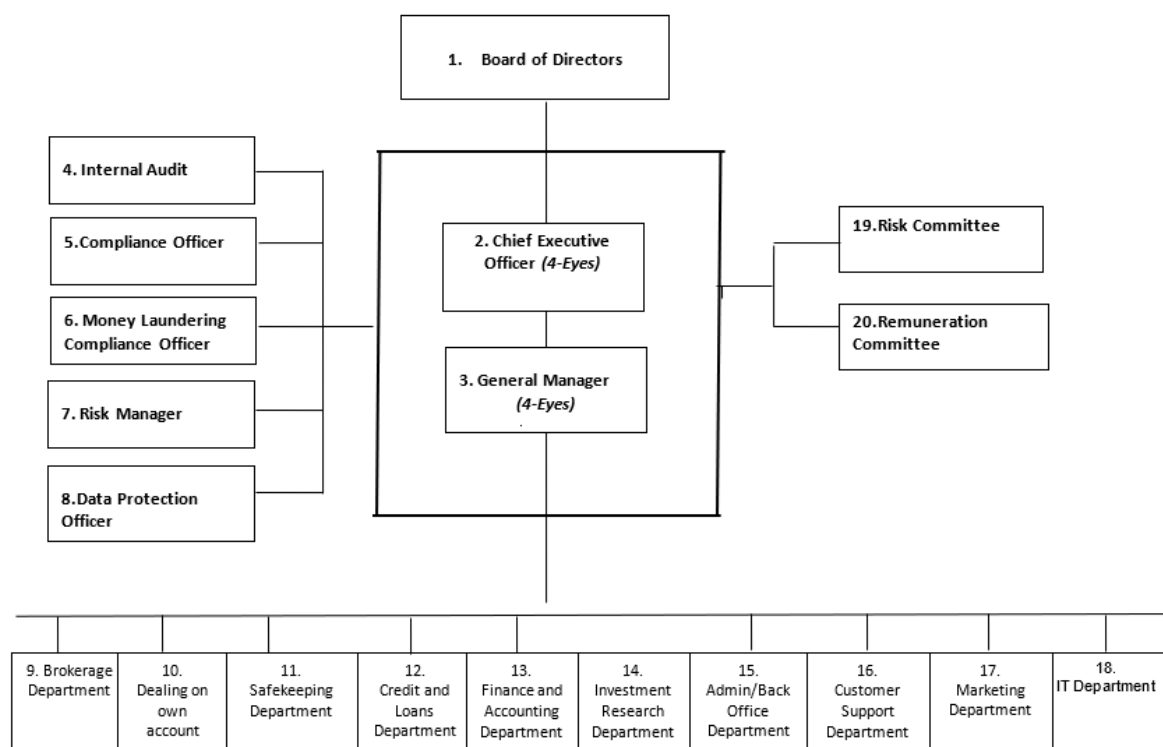 1. Board of Directors
4. Internal Audit
5.Compliance Officer
6. Money Laundering
Compliance Officer
7. Risk Manager
8.Data Protection
Officer
2. Chief Executive
Officer (4-Eyes)
3. General Manager
(4-Eyes)
19.Risk Committee
20.Remuneration
Committee
9. Brokerage
Department
10.
Dealing on
own
account
11.
Safekeeping
Department
12.
Credit and
Loans
Department
13.
Finance and
Accounting
Department
14.
Investment
Research
Department
15.
Admin/Back
Office
Department
16.
Customer
Support
Department
17.
Marketing
Department
18.
IT Department